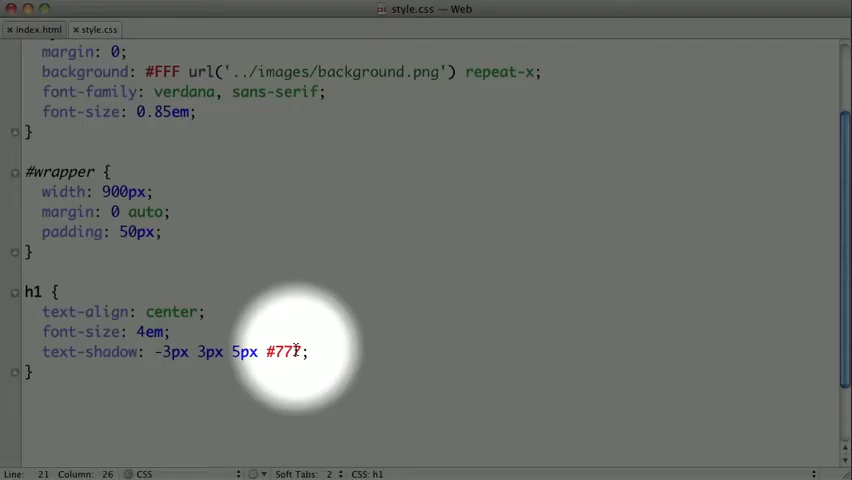 style.css — Web
index.html
style.css
margin: 0;
background: #FFF url('../images/background.png') repeat-x;
font-family: verdana, sans-serif;
font-size: 0.85em;
}
#wrapper {
width: 900px;
margin: 0 auto;
padding: 50px;
}
h1 {
text-align: center;
font-size: 4em;
text-shadow: -3px 3px 5px #777;
}
Line: 21 Column: 26 CSS Soft Tabs: 2 CSS: h1